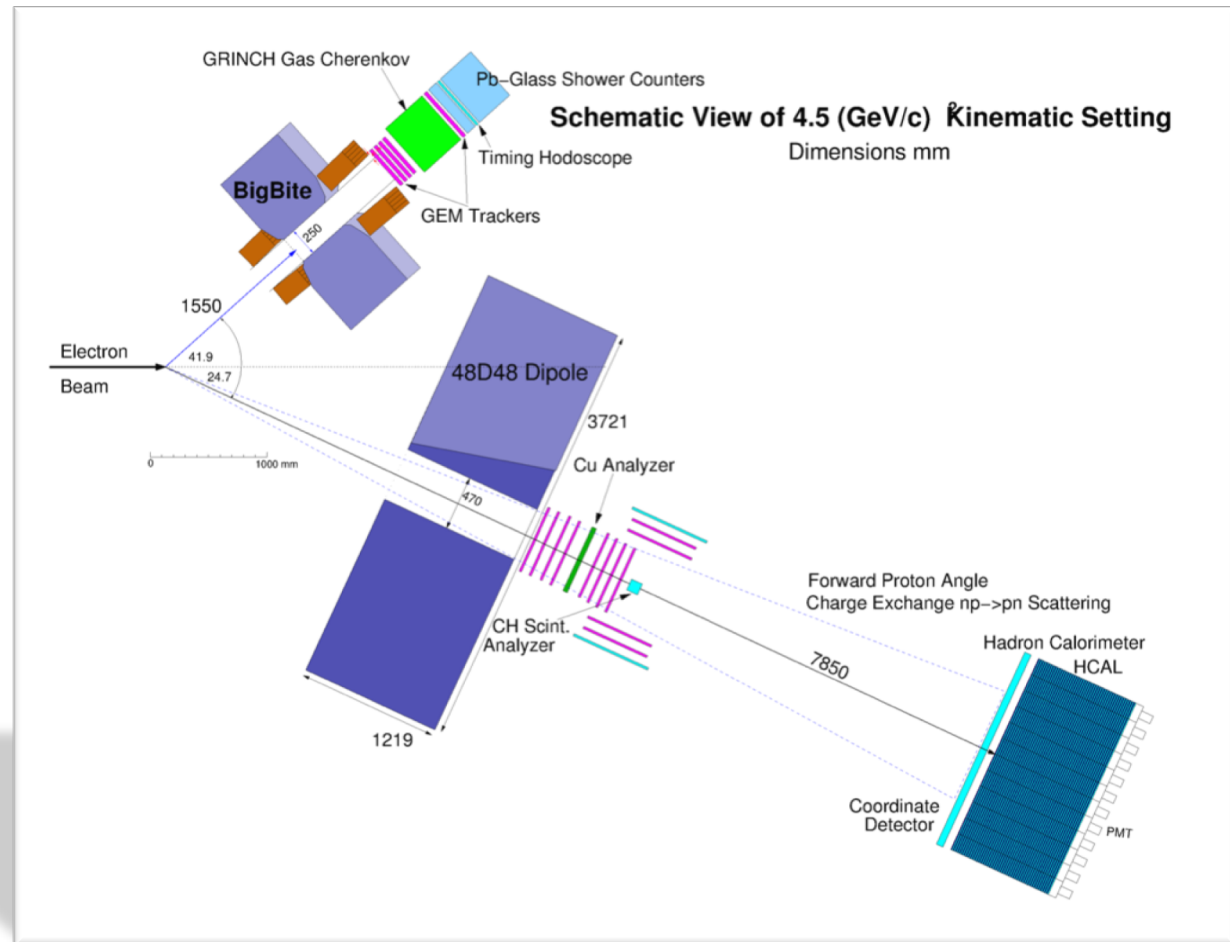 GRINCH Gas Cherenkov
Pb-Glass Shower Counters
Schematic View of 4.5 (GeV/c) Kinematic Setting
Dimensions mm
Timing Hodoscope
BigBite
GEM Trackers
250
1550
Electron
Beam
41.9
24.7
48D48 Dipole
3721
0
1000 mm
Cu Analyzer
470
Forward Proton Angle
Charge Exchange np->pn Scattering
CH Scint.
Analyzer
Hadron Calorimeter
HCAL
7850
1219
Coordinate
Detector
PMT